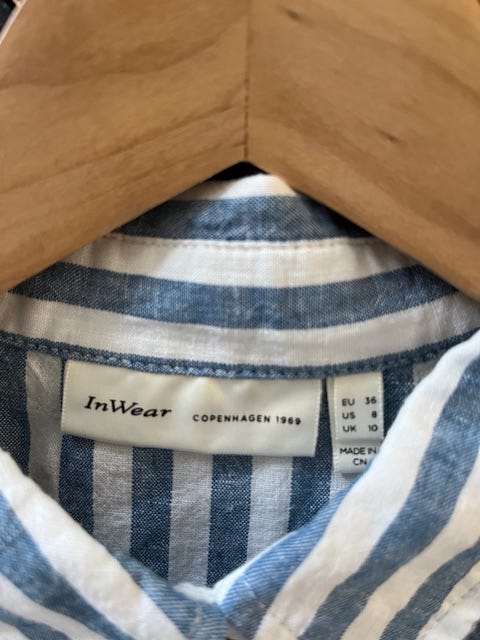 InWear COPENHAGEN 1969
EU 36
US 8
UK 10
MADE IN
CN